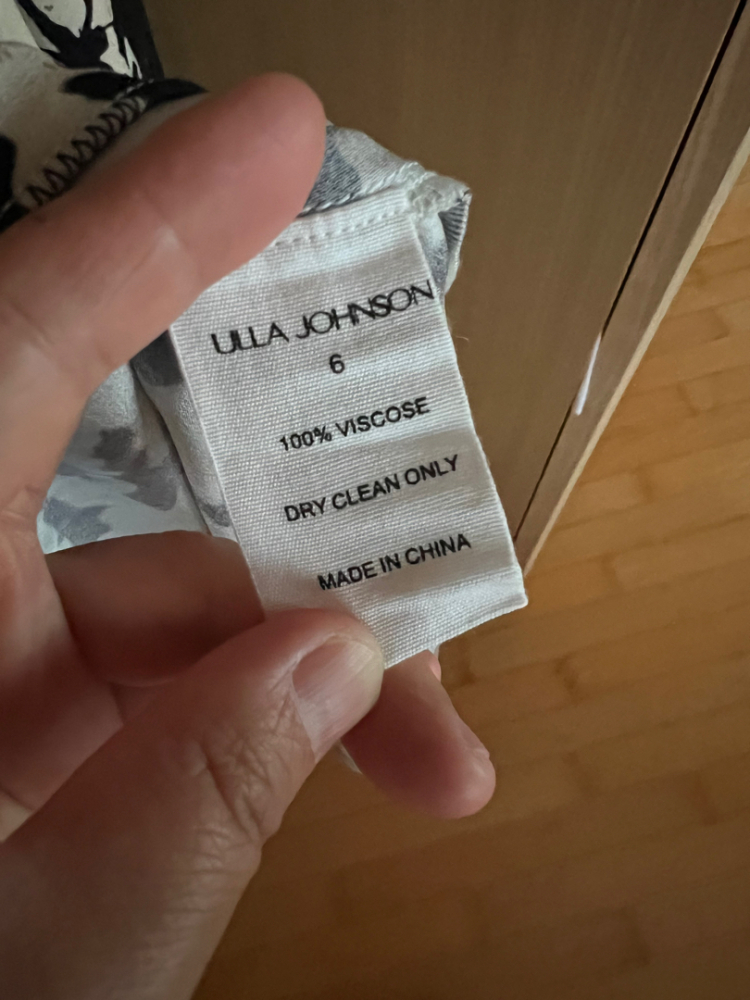 ULLA JOHNSON
6
100% VISCOSE
DRY CLEAN ONLY
MADE IN CHINA